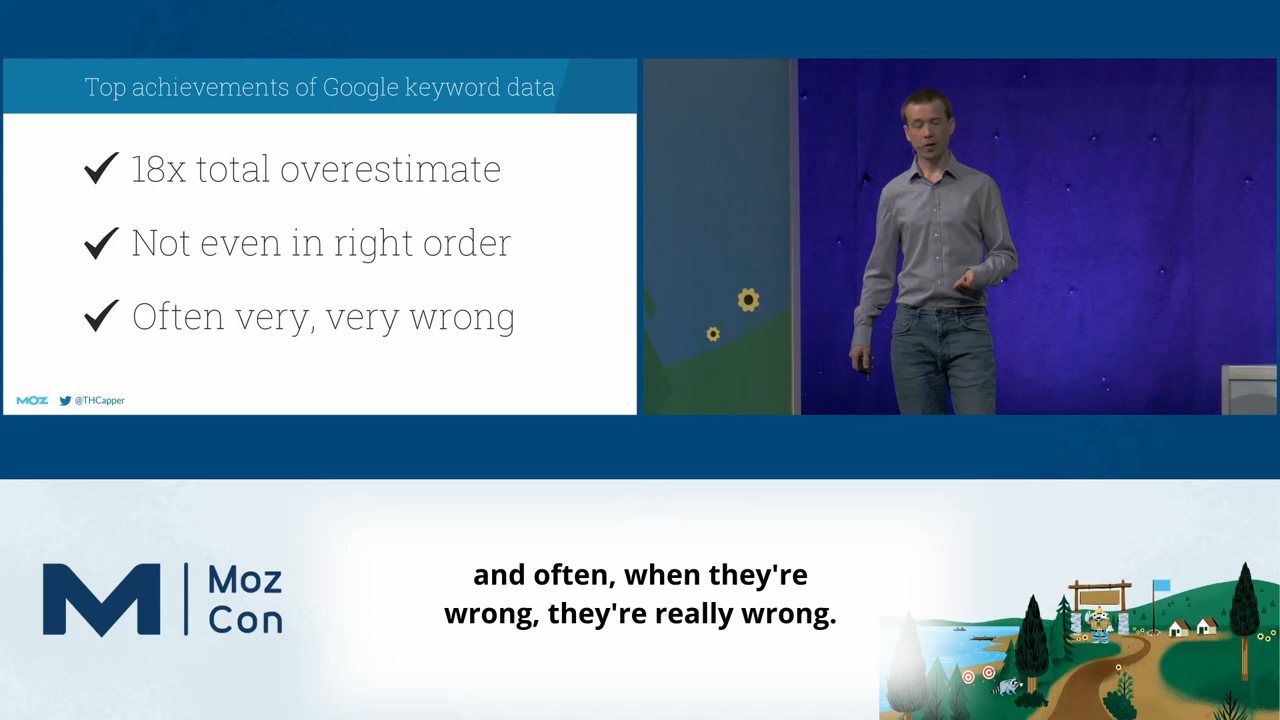 Top achievements of Google keyword data
✓ 18x total overestimate
✓ Not even in right order
✓ Often very, very wrong
MOZ @THCapper
M Moz
Con
and often, when they're
wrong, they're really wrong.